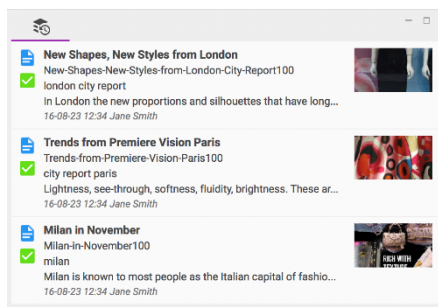 New Shapes, New Styles from London
New-Shapes-New-Styles-from-London-City-Report100
london city report
In London the new proportions and silhouettes that have long...
16-08-23 12:34 Jane Smith
Trends from Premiere Vision Paris
Trends-from-Premiere-Vision-Paris100
city report paris
Lightness, see-through, softness, fluidity, brightness. These ar...
16-08-23 12:34 Jane Smith
Milan in November
Milan-in-November100
milan
Milan is known to most people as the Italian capital of fashio...
16-08-23 12:34 Jane Smith
RICH WITH
TEXTURE